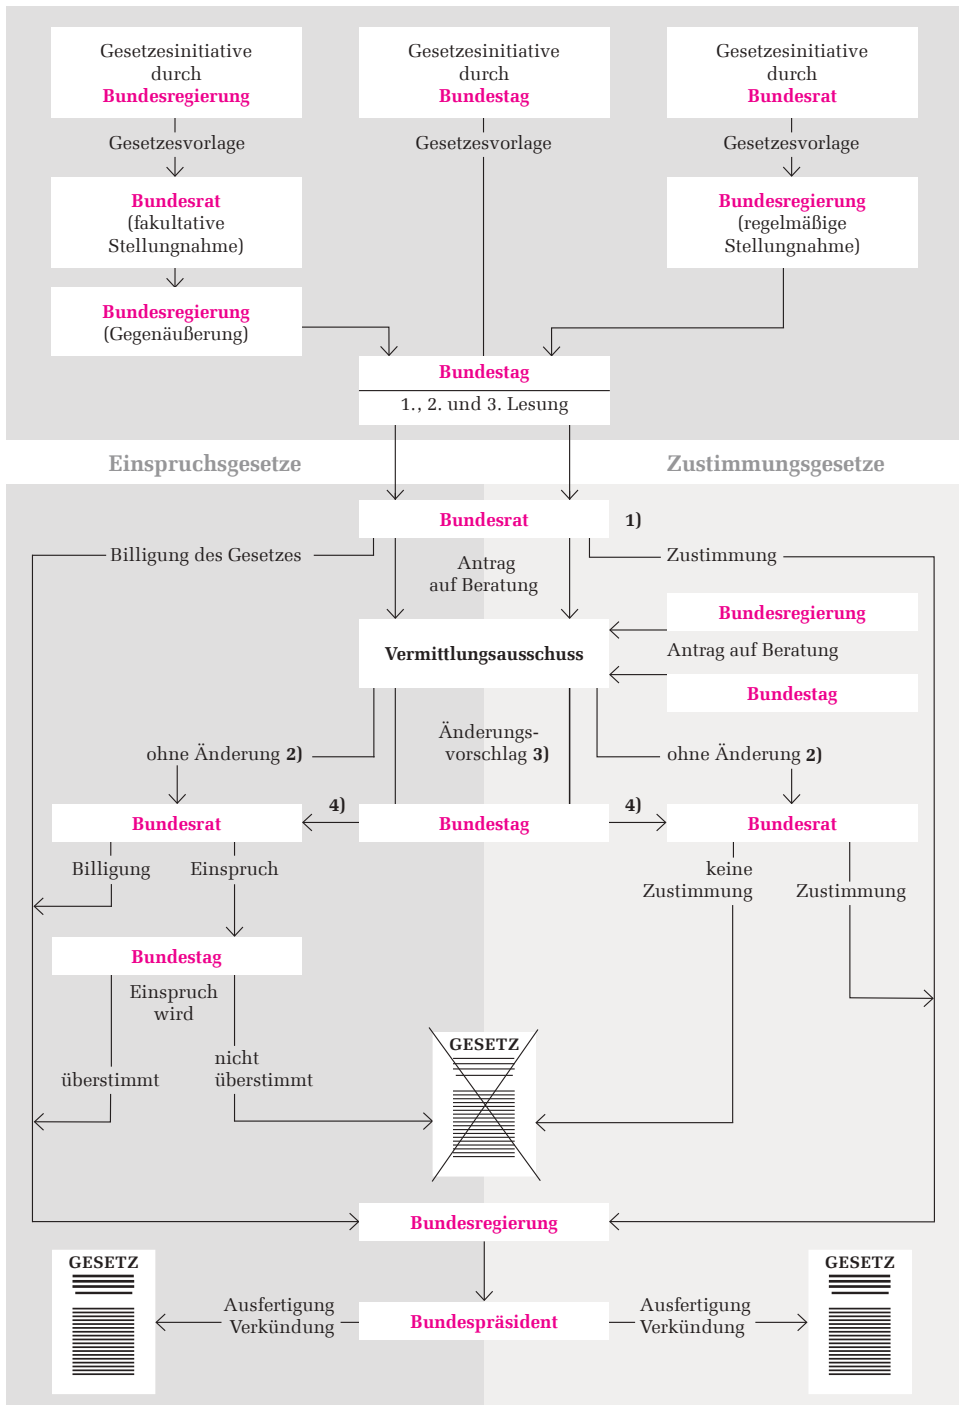 Gesetzesinitiative
durch
Bundesregierung
Gesetzesinitiative
durch
Bundestag
Gesetzesinitiative
durch
Bundesrat
Gesetzesvorlage
Gesetzesvorlage
Gesetzesvorlage
Bundesrat
(fakultative
Stellungnahme)
Bundesregierung
(regelmäßige
Stellungnahme)
Bundesregierung
(Gegenäußerung)
Bundestag
1., 2. und 3. Lesung
Einspruchsgesetze
Zustimmungsgesetze
Bundesrat
1)
Billigung des Gesetzes
Antrag
auf Beratung
Zustimmung
Bundesregierung
Vermittlungsausschuss
Antrag auf Beratung
Bundestag
ohne Änderung 2)
Änderungs-
vorschlag 3)
ohne Änderung 2)
Bundesrat
4)
Bundestag
4)
Bundesrat
Billigung
Einspruch
keine
Zustimmung
Zustimmung
Bundestag
Einspruch
wird
überstimmt
nicht
überstimmt
GESETZ
Bundesregierung
GESETZ
Ausfertigung
Verkündung
Bundespräsident
Ausfertigung
Verkündung
GESETZ